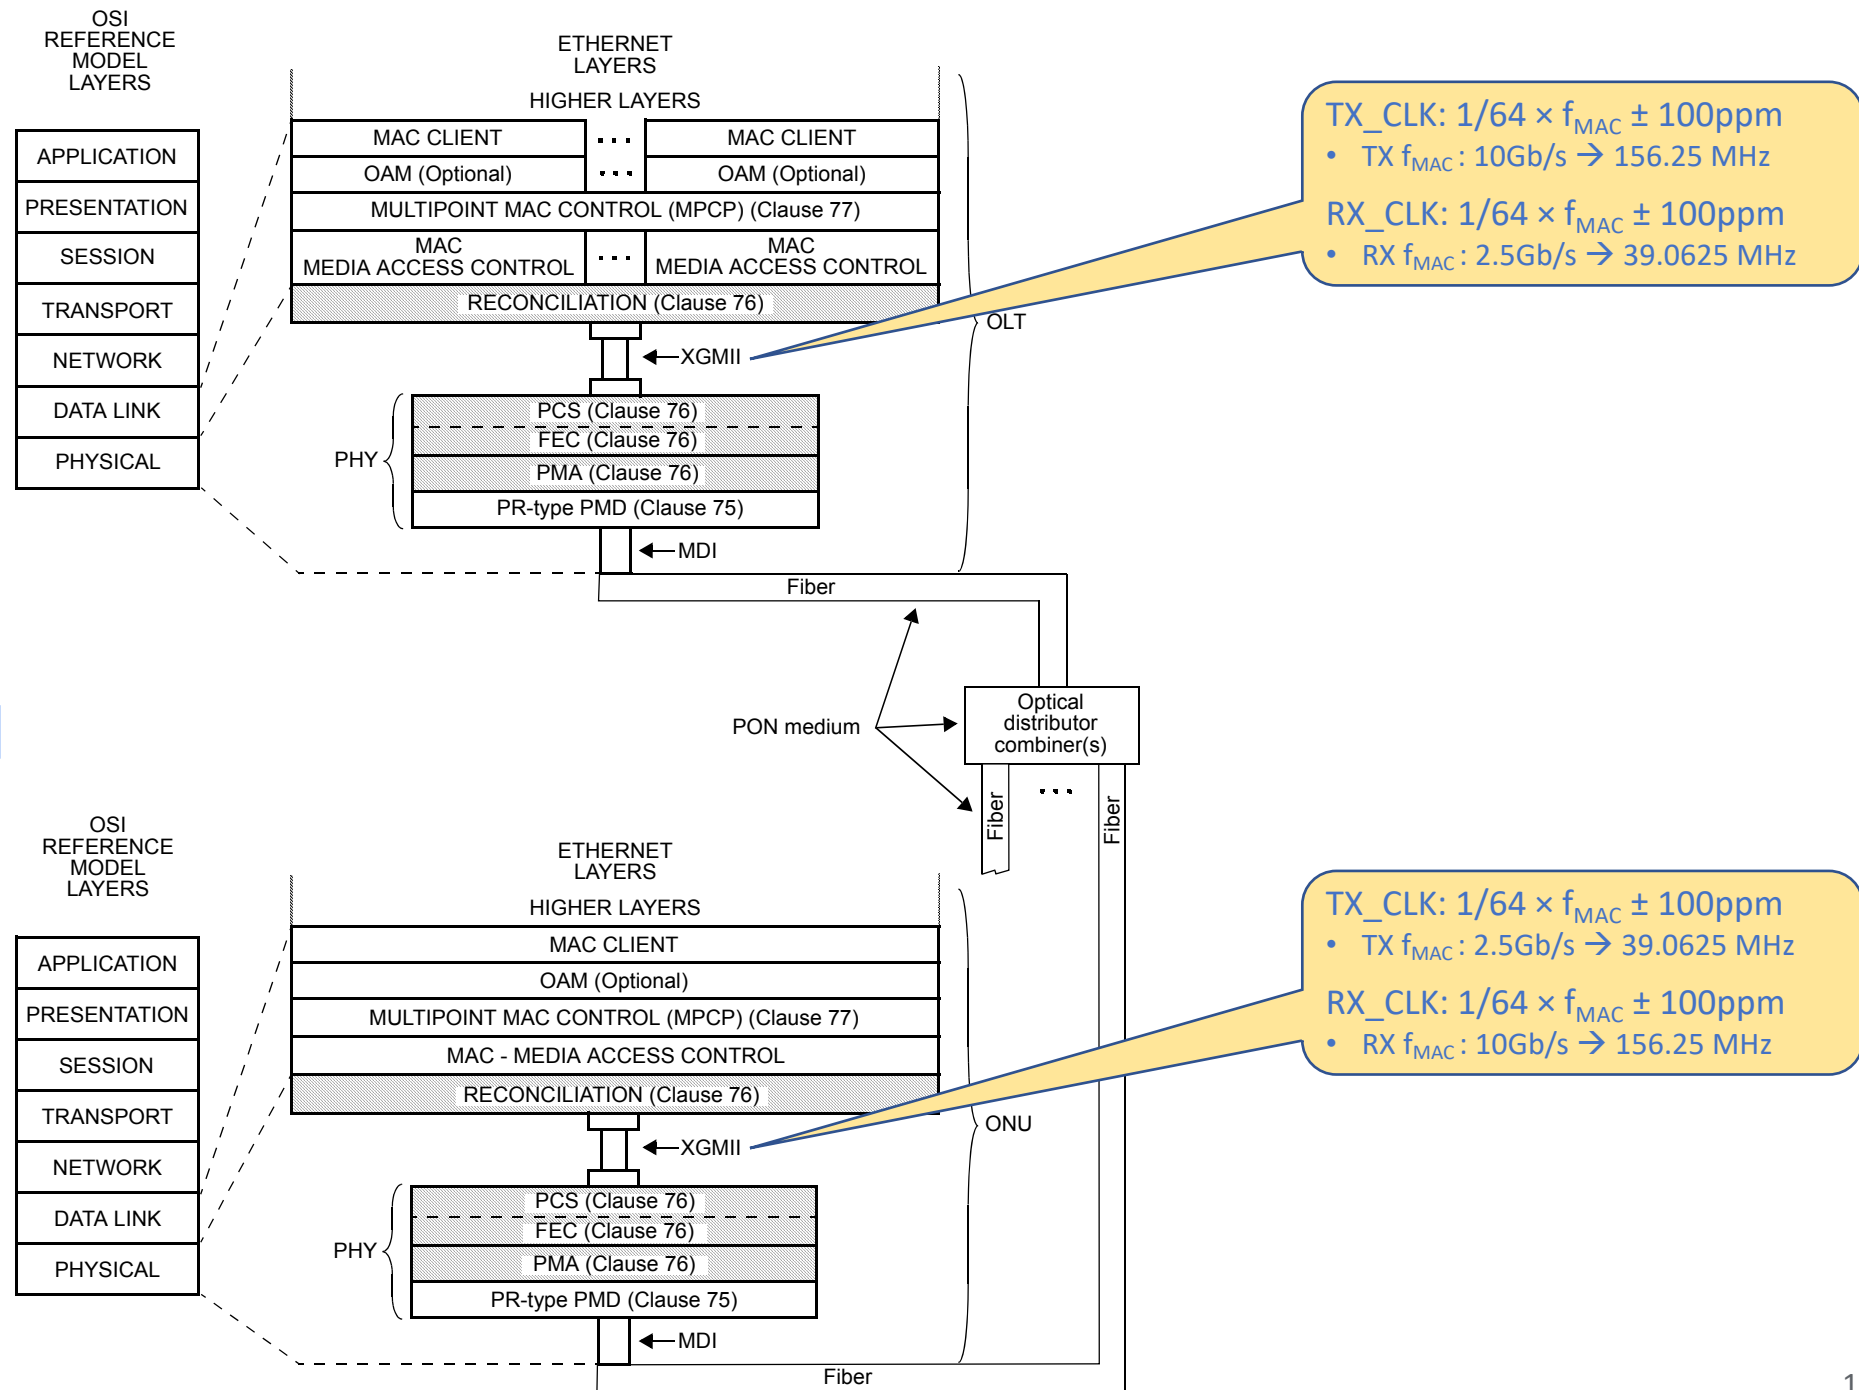 OSI
REFERENCE
MODEL
LAYERS
APPLICATION
PRESENTATION
SESSION
TRANSPORT
NETWORK
DATA LINK
PHYSICAL
ETHERNET
LAYERS
HIGHER LAYERS
MAC CLIENT ... MAC CLIENT
OAM (Optional) ... OAM (Optional)
MULTIPOINT MAC CONTROL (MPCP) (Clause 77)
MAC ... MAC
MEDIA ACCESS CONTROL MEDIA ACCESS CONTROL
RECONCILIATION (Clause 76)
XGMII
OLT
PCS (Clause 76)
FEC (Clause 76)
PHY
PMA (Clause 76)
PR-type PMD (Clause 75)
MDI
Fiber
TX_CLK: 1/64 × fMAC ± 100ppm
• TX fMAC : 10Gb/s → 156.25 MHz
RX_CLK: 1/64 × fMAC ± 100ppm
• RX fMAC : 2.5Gb/s → 39.0625 MHz
PON medium
Optical
distributor
combiner(s)
...
Fiber
Fiber
OSI
REFERENCE
MODEL
LAYERS
APPLICATION
PRESENTATION
SESSION
TRANSPORT
NETWORK
DATA LINK
PHYSICAL
ETHERNET
LAYERS
HIGHER LAYERS
MAC CLIENT
OAM (Optional)
MULTIPOINT MAC CONTROL (MPCP) (Clause 77)
MAC - MEDIA ACCESS CONTROL
RECONCILIATION (Clause 76)
XGMII
ONU
PCS (Clause 76)
FEC (Clause 76)
PHY
PMA (Clause 76)
PR-type PMD (Clause 75)
MDI
Fiber
TX_CLK: 1/64 × fMAC ± 100ppm
• TX fMAC : 2.5Gb/s → 39.0625 MHz
RX_CLK: 1/64 × fMAC ± 100ppm
• RX fMAC : 10Gb/s → 156.25 MHz